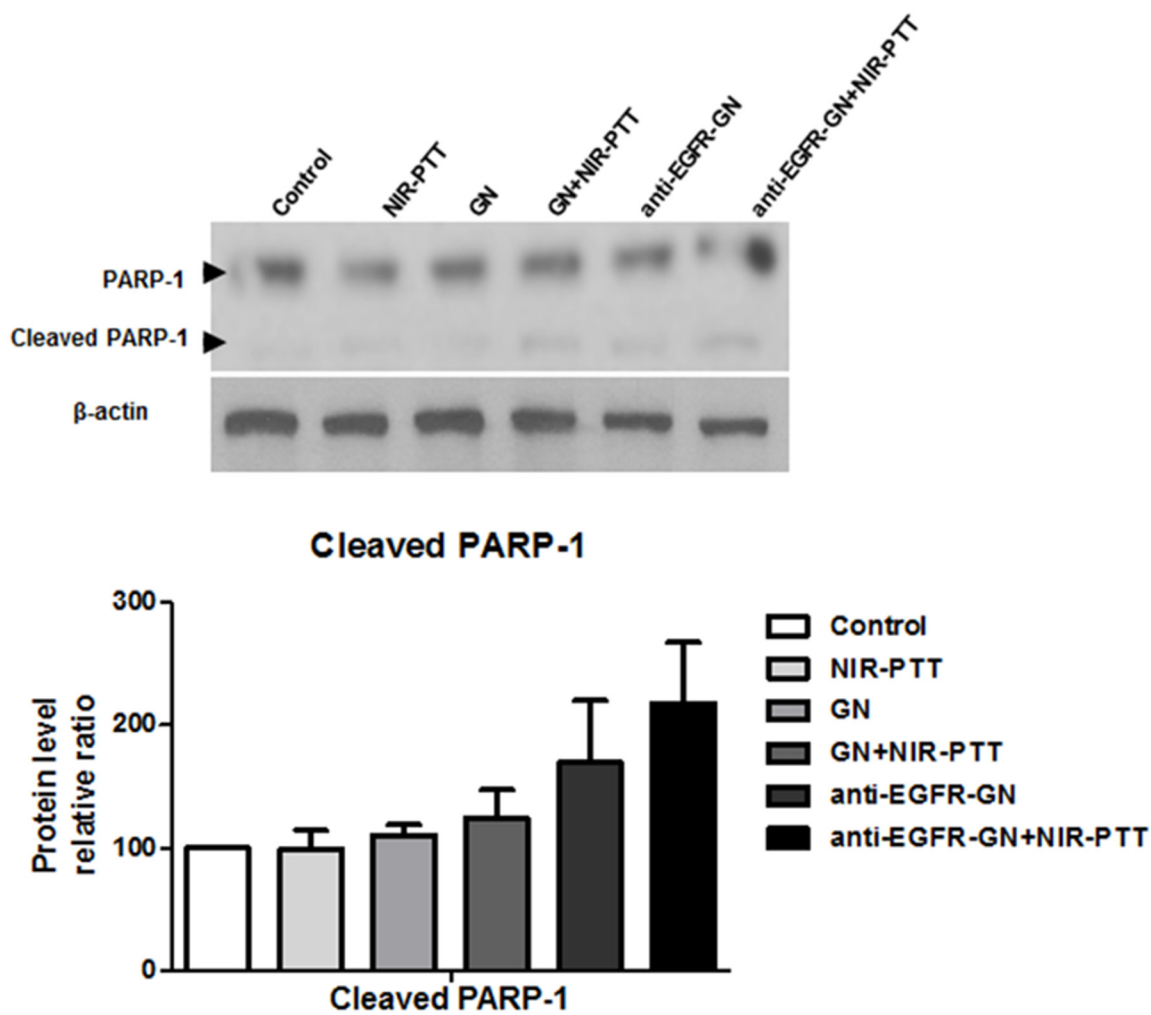 Control
NIR-PTT
GN
GN+NIR-PTT
anti-EGFR-GN
anti-EGFR-GN+NIR-PTT
PARP-1
Cleaved PARP-1
β-actin
Cleaved PARP-1
300
200
100
0
Protein level
relative ratio
Cleaved PARP-1
Control
NIR-PTT
GN
GN+NIR-PTT
anti-EGFR-GN
anti-EGFR-GN+NIR-PTT